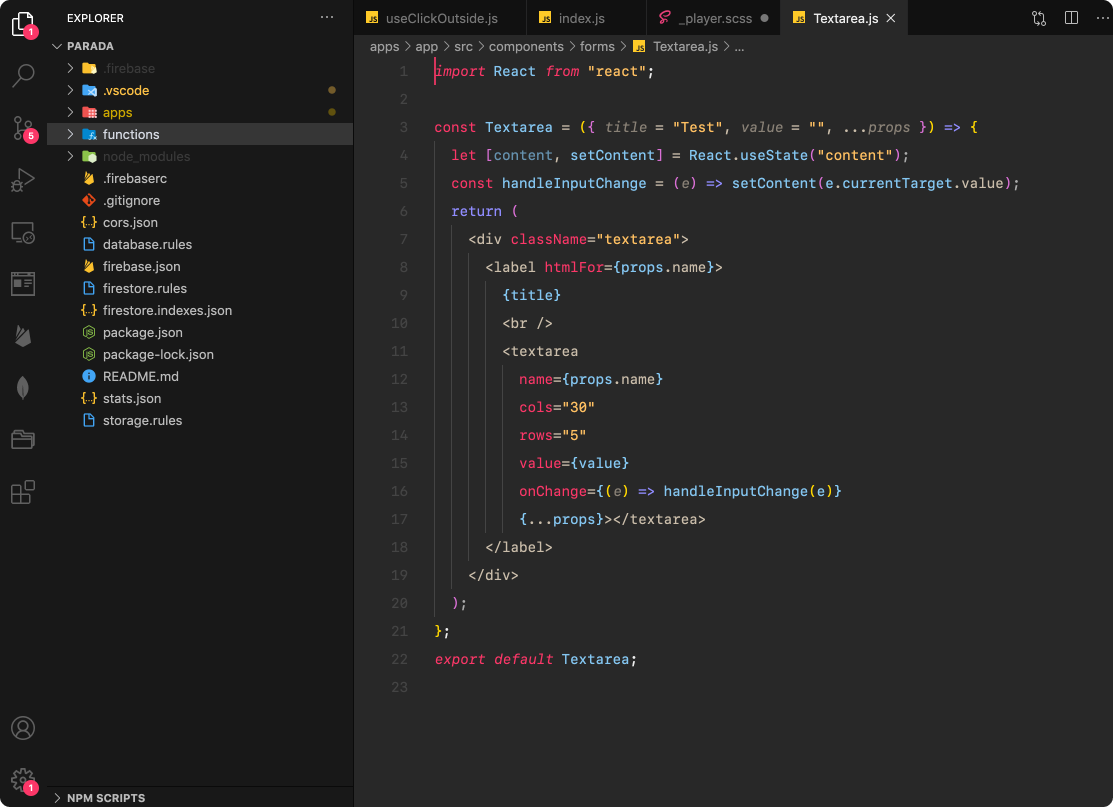 EXPLORER
useClickOutside.js
index.js
_player.scss
Textarea.js
1
PARADA
apps > app > src > components > forms > JS Textarea.js > ...
.firebase
.vscode
apps
5
functions
node_modules
.firebaserc
.gitignore
cors.json
database.rules
firebase.json
firestore.rules
firestore.indexes.json
package.json
package-lock.json
README.md
stats.json
storage.rules
1 import React from "react";
2
3 const Textarea = ({ title = "Test", value = "", ...props }) => {
4 let [content, setContent] = React.useState("content");
5 const handleInputChange = (e) => setContent(e.currentTarget.value);
6 return (
7 <div className="textarea">
8 <label htmlFor={props.name}>
9 {title}
10 <br />
11 <textarea
12 name={props.name}
13 cols="30"
14 rows="5"
15 value={value}
16 onChange={(e) => handleInputChange(e)}
17 {...props}></textarea>
18 </label>
19 </div>
20 );
21 };
22 export default Textarea;
23
1
NPM SCRIPTS